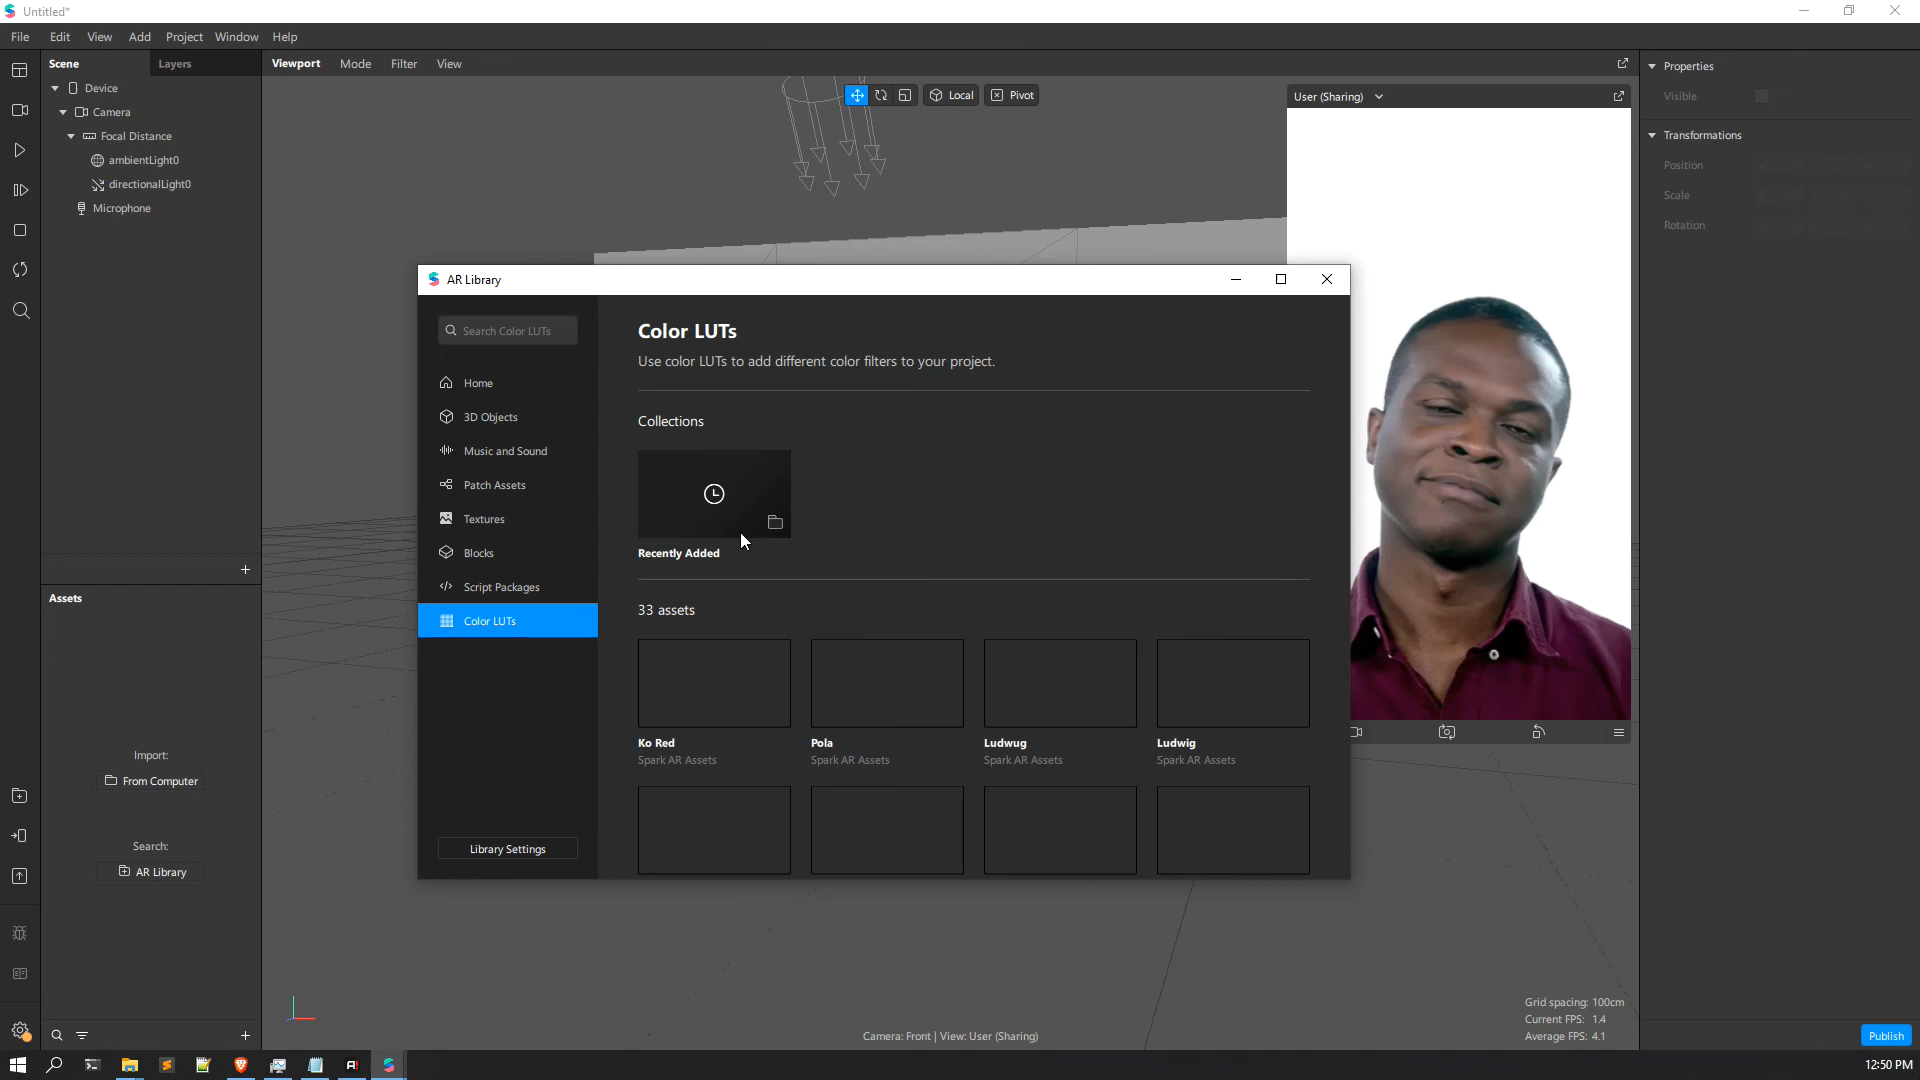 Untitled*
File Edit View Add Project Window Help
Scene Layers
Viewport Mode Filter View
Device
Camera
Focal Distance
ambientLight0
directionalLight0
Microphone
Local Pivot
User (Sharing)
Properties
Visible
Transformations
Position
Scale
Rotation
AR Library
Search Color LUTs
Home
3D Objects
Music and Sound
Patch Assets
Textures
Blocks
Script Packages
Color LUTs
Library Settings
Color LUTs
Use color LUTs to add different color filters to your project.
Collections
Recently Added
33 assets
Ko Red Pola Ludwug Ludwig
Spark AR Assets Spark AR Assets Spark AR Assets Spark AR Assets
Assets
Import:
From Computer
Search:
AR Library
Grid spacing: 100cm
Current FPS: 1.4
Average FPS: 4.1
Camera: Front | View: User (Sharing)
Publish
A!
12:50 PM